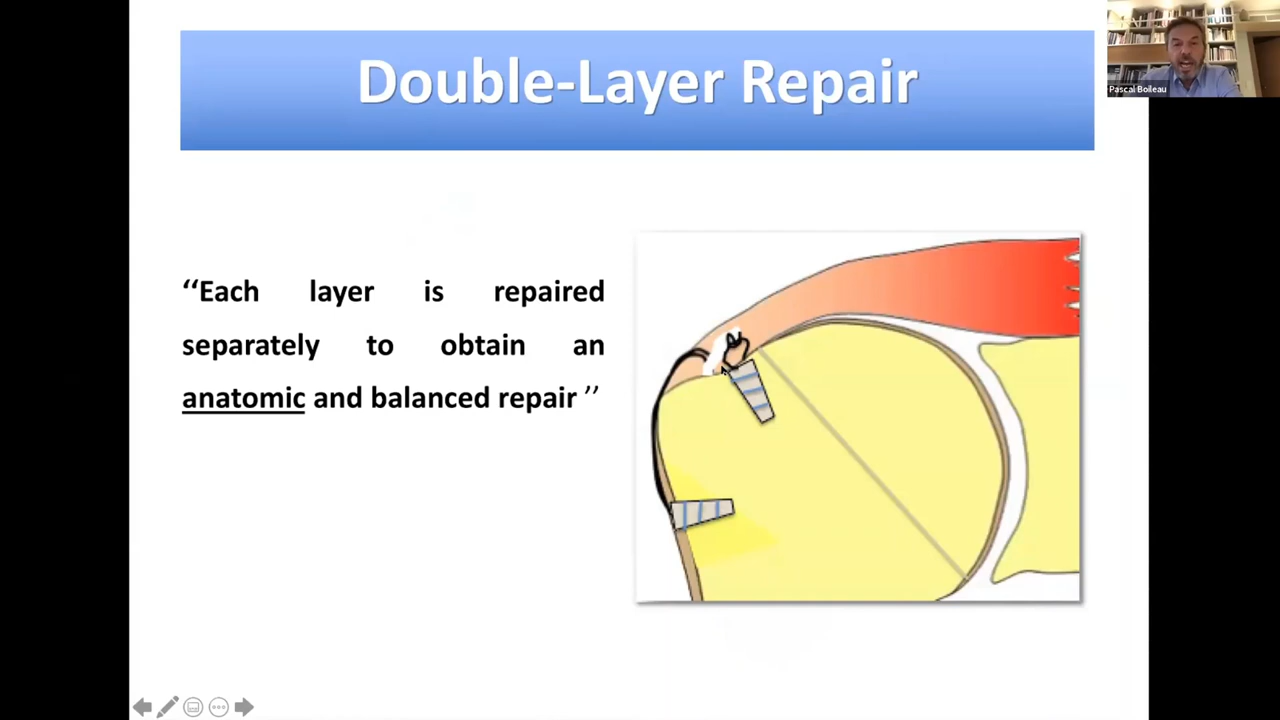 Double-Layer Repair
Pascal Boileau
‘‘Each layer is repaired
separately to obtain an
anatomic and balanced repair ’’